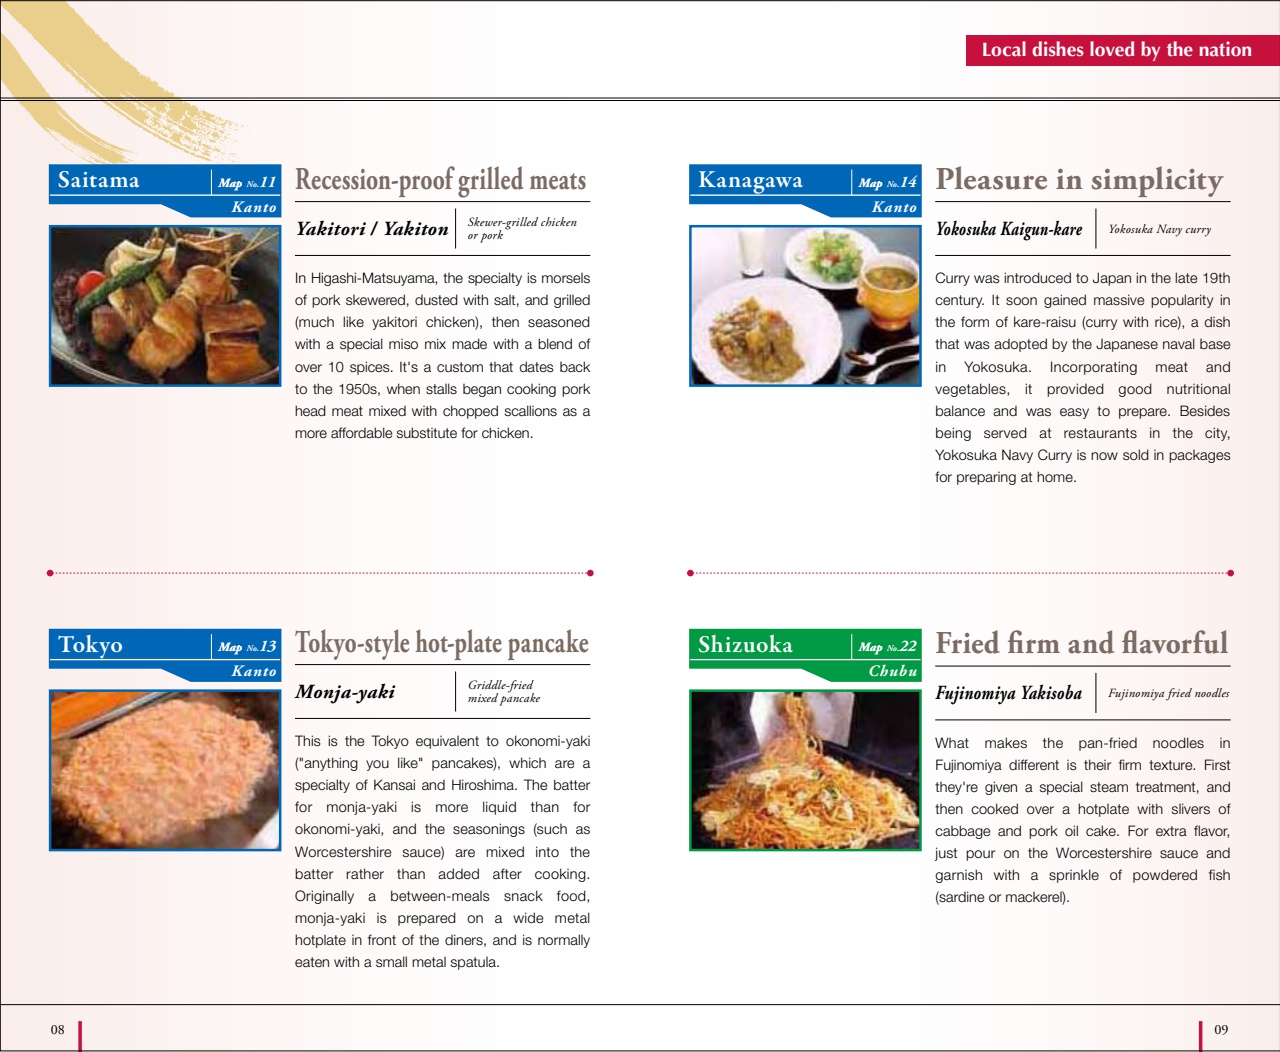 Local dishes loved by the nation
Saitama
Map No.11
Kanto
Recession-proof grilled meats
Yakitori / Yakiton
Skewer-grilled chicken
or pork
In Higashi-Matsuyama, the specialty is morsels
of pork skewered, dusted with salt, and grilled
(much like yakitori chicken), then seasoned
with a special miso mix made with a blend of
over 10 spices. It's a custom that dates back
to the 1950s, when stalls began cooking pork
head meat mixed with chopped scallions as a
more affordable substitute for chicken.
Tokyo
Map No.13
Kanto
Tokyo-style hot-plate pancake
Monja-yaki
Griddle-fried
mixed pancake
This is the Tokyo equivalent to okonomi-yaki
("anything you like" pancakes), which are a
specialty of Kansai and Hiroshima. The batter
for monja-yaki is more liquid than for
okonomi-yaki, and the seasonings (such as
Worcestershire sauce) are mixed into the
batter rather than added after cooking.
Originally a between-meals snack food,
monja-yaki is prepared on a wide metal
hotplate in front of the diners, and is normally
eaten with a small metal spatula.
Kanagawa
Map No.14
Kanto
Pleasure in simplicity
Yokosuka Kaigun-kare
Yokosuka Navy curry
Curry was introduced to Japan in the late 19th
century. It soon gained massive popularity in
the form of kare-raisu (curry with rice), a dish
that was adopted by the Japanese naval base
in Yokosuka. Incorporating meat and
vegetables, it provided good nutritional
balance and was easy to prepare. Besides
being served at restaurants in the city,
Yokosuka Navy Curry is now sold in packages
for preparing at home.
Shizuoka
Map No.22
Chubu
Fried firm and flavorful
Fujinomiya Yakisoba
Fujinomiya fried noodles
What makes the pan-fried noodles in
Fujinomiya different is their firm texture. First
they're given a special steam treatment, and
then cooked over a hotplate with slivers of
cabbage and pork oil cake. For extra flavor,
just pour on the Worcestershire sauce and
garnish with a sprinkle of powdered fish
(sardine or mackerel).
08
09